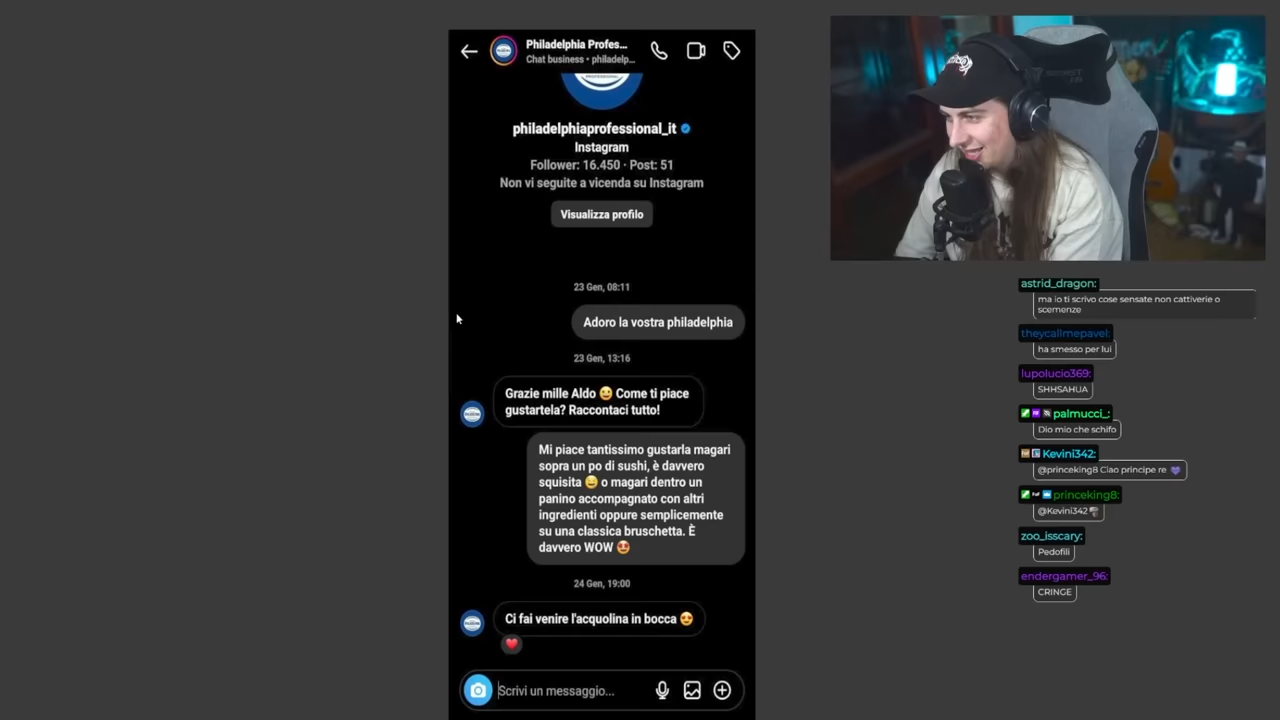 Philadelphia Profes...
Chat business • philadelp...
philadelphiaprofessional_it
Instagram
Follower: 16.450 · Post: 51
Non vi seguite a vicenda su Instagram
Visualizza profilo
23 Gen, 08:11
Adoro la vostra philadelphia
23 Gen, 13:16
Grazie mille Aldo 😀 Come ti piace
gustartela? Raccontaci tutto!
Mi piace tantissimo gustarla magari
sopra un po di sushi, è davvero
squisita 😄 o magari dentro un
panino accompagnato con altri
ingredienti oppure semplicemente
su una classica bruschetta. È
davvero WOW 😍
24 Gen, 19:00
Ci fai venire l'acquolina in bocca 😍
❤️
Scrivi un messaggio...
astrid_dragon:
ma io ti scrivo cose sensate non cattiverie o
scemenze
theycallmepavel:
ha smesso per lui
lupolucio369:
SHHSAHUA
palmucci_:
Dio mio che schifo
Kevini342:
@princeking8 Ciao principe re 💜
princeking8:
@Kevini342
zoo_isscary:
Pedofili
endergamer_96:
CRINGE